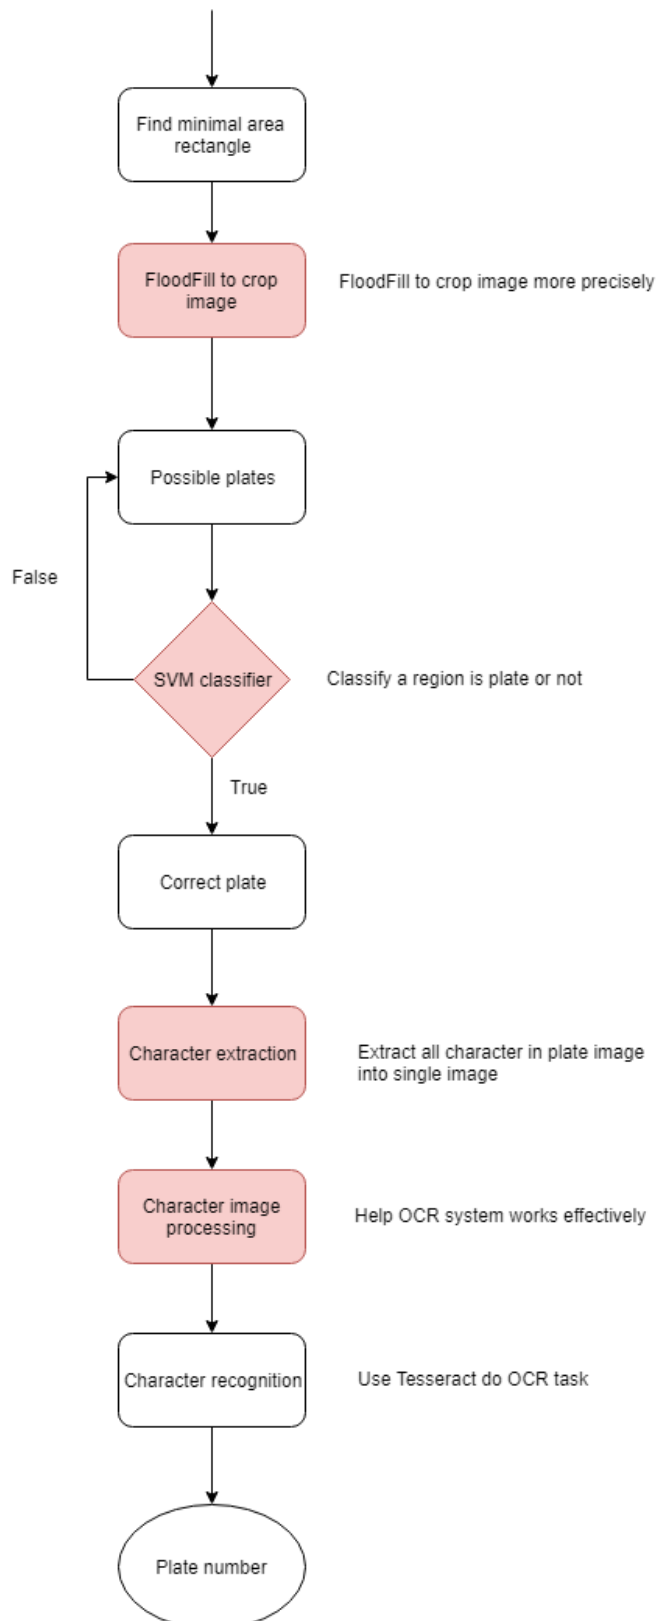 Find minimal area
rectangle
FloodFill to crop
image
FloodFill to crop image more precisely
Possible plates
False
SVM classifier
Classify a region is plate or not
True
Correct plate
Character extraction
Extract all character in plate image
into single image
Character image
processing
Help OCR system works effectively
Character recognition
Use Tesseract do OCR task
Plate number